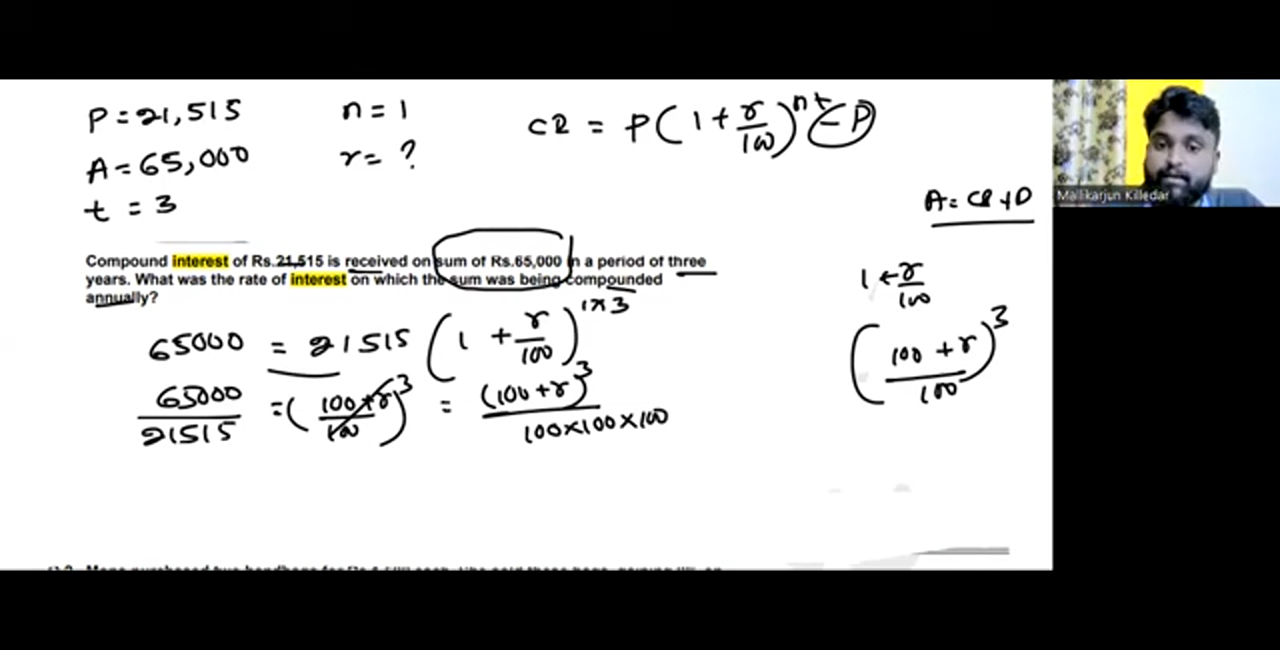 P = 21,515
n = 1
CI = P(1 + r/100)^nt - P
A = 65,000
r = ?
t = 3
A = CI + P
Mallikarjun Killedar
Compound interest of Rs.21,515 is received on sum of Rs.65,000 in a period of three
years. What was the rate of interest on which the sum was being compounded
annually?
1 + r/100
65000 = 21515 (1 + r/100)^1×3
(100 + r/100)^3
65000/21515 = (100+r/100)^3 = (100+r)^3/100×100×100